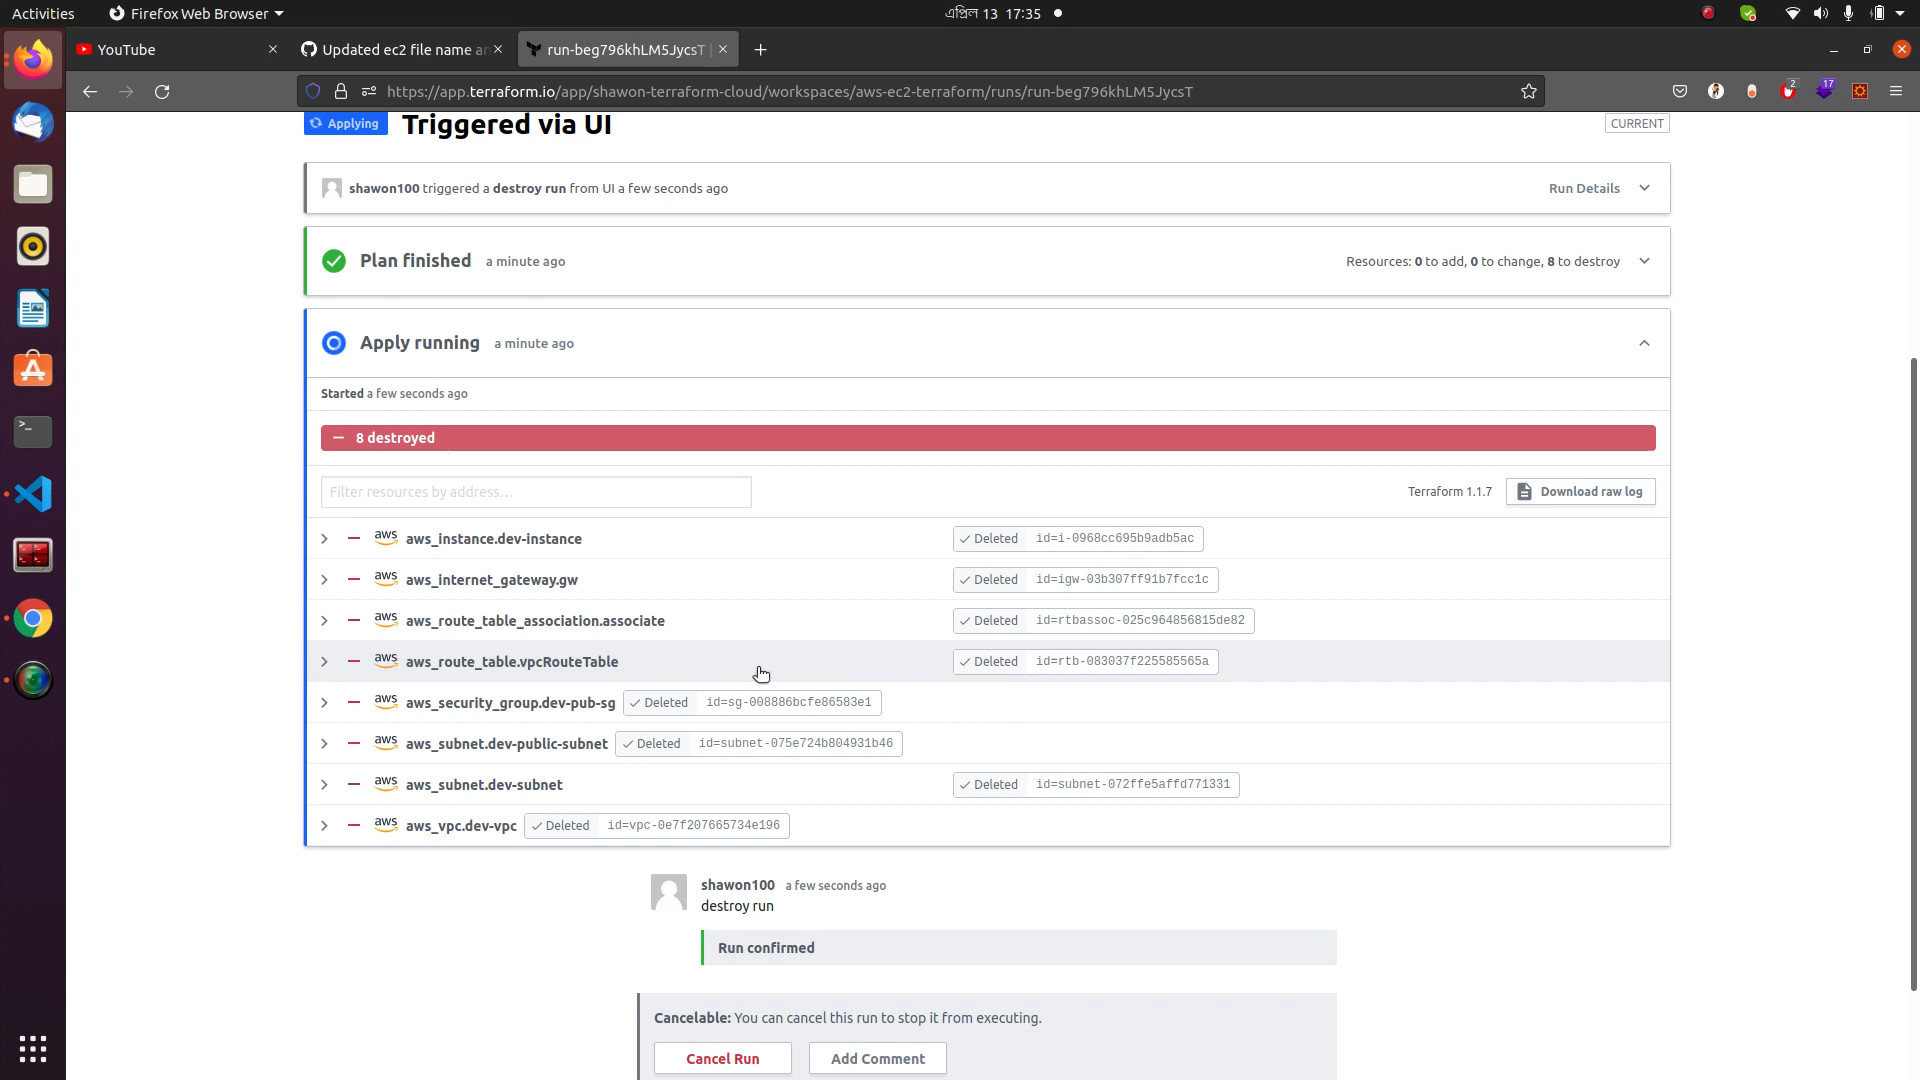 Activities
Firefox Web Browser
এপ্রিল 13 17:35
YouTube
Updated ec2 file name an
run-beg796khLM5JycsT |
https://app.terraform.io/app/shawon-terraform-cloud/workspaces/aws-ec2-terraform/runs/run-beg796khLM5JycsT
2
17
Applying
Triggered via UI
CURRENT
shawon100 triggered a destroy run from UI a few seconds ago
Run Details
Plan finished a minute ago
Resources: 0 to add, 0 to change, 8 to destroy
Apply running a minute ago
Started a few seconds ago
8 destroyed
Filter resources by address...
Terraform 1.1.7
Download raw log
aws aws_instance.dev-instance Deleted id=i-0968cc695b9adb5ac
aws aws_internet_gateway.gw Deleted id=igw-03b307ff91b7fcc1c
aws aws_route_table_association.associate Deleted id=rtbassoc-025c964856815de82
aws aws_route_table.vpcRouteTable Deleted id=rtb-083037f225585565a
aws aws_security_group.dev-pub-sg Deleted id=sg-008886bcfe86583e1
aws aws_subnet.dev-public-subnet Deleted id=subnet-075e724b804931b46
aws aws_subnet.dev-subnet Deleted id=subnet-072ffe5affd771331
aws aws_vpc.dev-vpc Deleted id=vpc-0e7f207665734e196
shawon100 a few seconds ago
destroy run
Run confirmed
Cancelable: You can cancel this run to stop it from executing.
Cancel Run
Add Comment